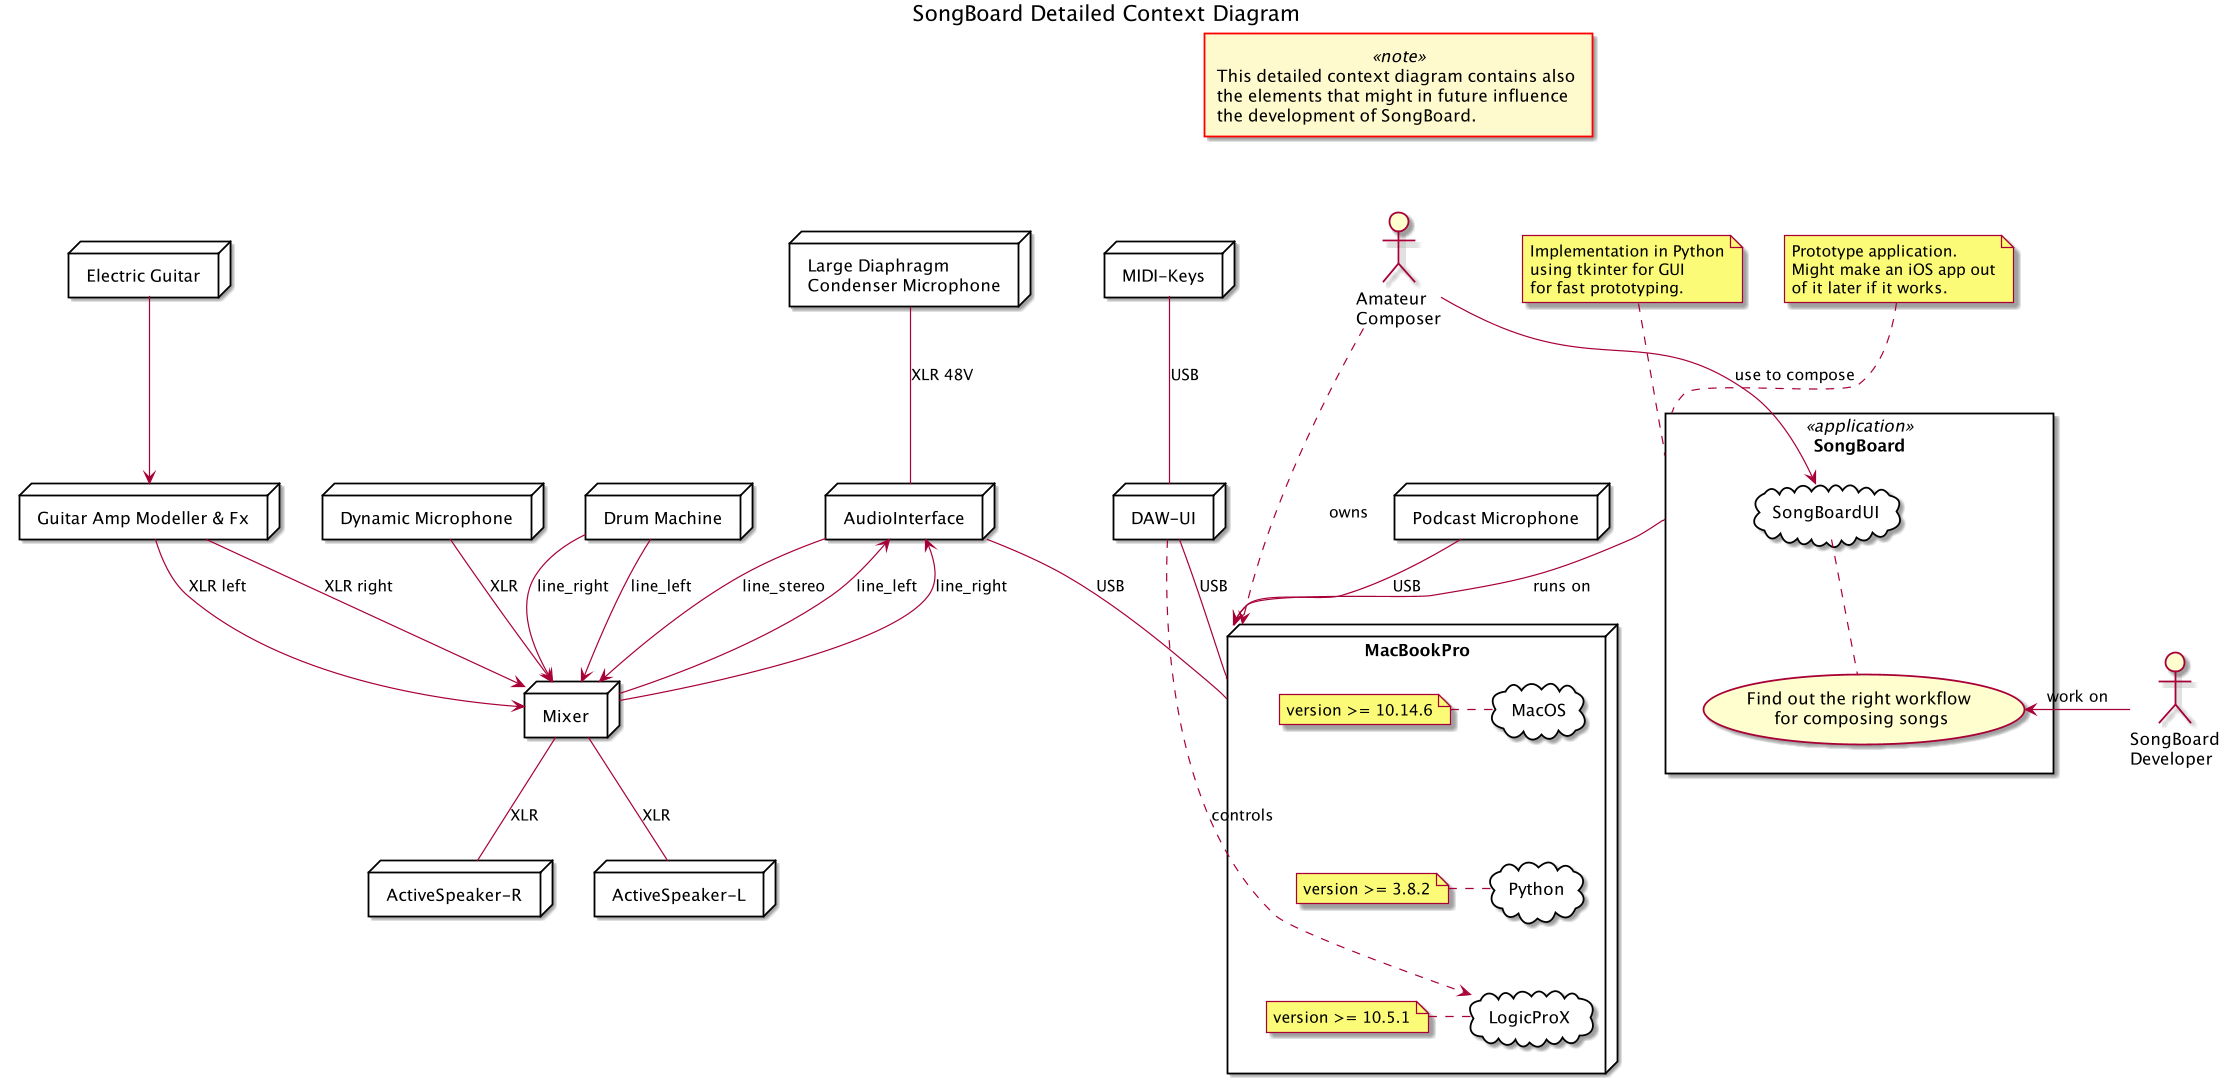 SongBoard Detailed Context Diagram
«note»
This detailed context diagram contains also
the elements that might in future influence
the development of SongBoard.
Electric Guitar
Large Diaphragm
Condenser Microphone
MIDI-Keys
Amateur
Composer
Implementation in Python
using tkinter for GUI
for fast prototyping.
Prototype application.
Might make an iOS app out
of it later if it works.
XLR 48V
USB
use to compose
«application»
SongBoard
Guitar Amp Modeller & Fx
Dynamic Microphone
Drum Machine
AudioInterface
DAW-UI
owns
Podcast Microphone
SongBoardUI
XLR left
XLR right
XLR
line_right
line_left
line_stereo
line_left
line_right
USB
USB
USB
runs on
MacBookPro
Mixer
version >= 10.14.6
MacOS
Find out the right workflow
for composing songs
work on
SongBoard
Developer
XLR
XLR
controls
ActiveSpeaker-R
ActiveSpeaker-L
version >= 3.8.2
Python
version >= 10.5.1
LogicProX